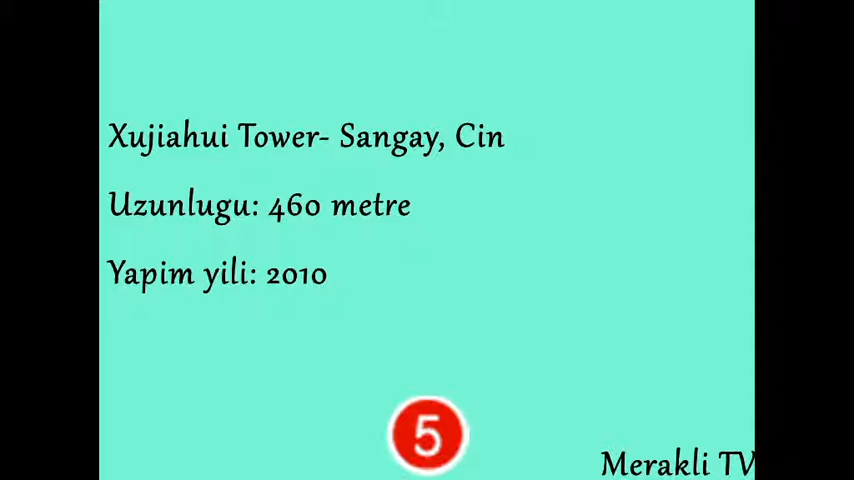 Xujiahui Tower- Sangay, Cin
Uzunlugu: 460 metre
Yapim yili: 2010
5
Merakli TV